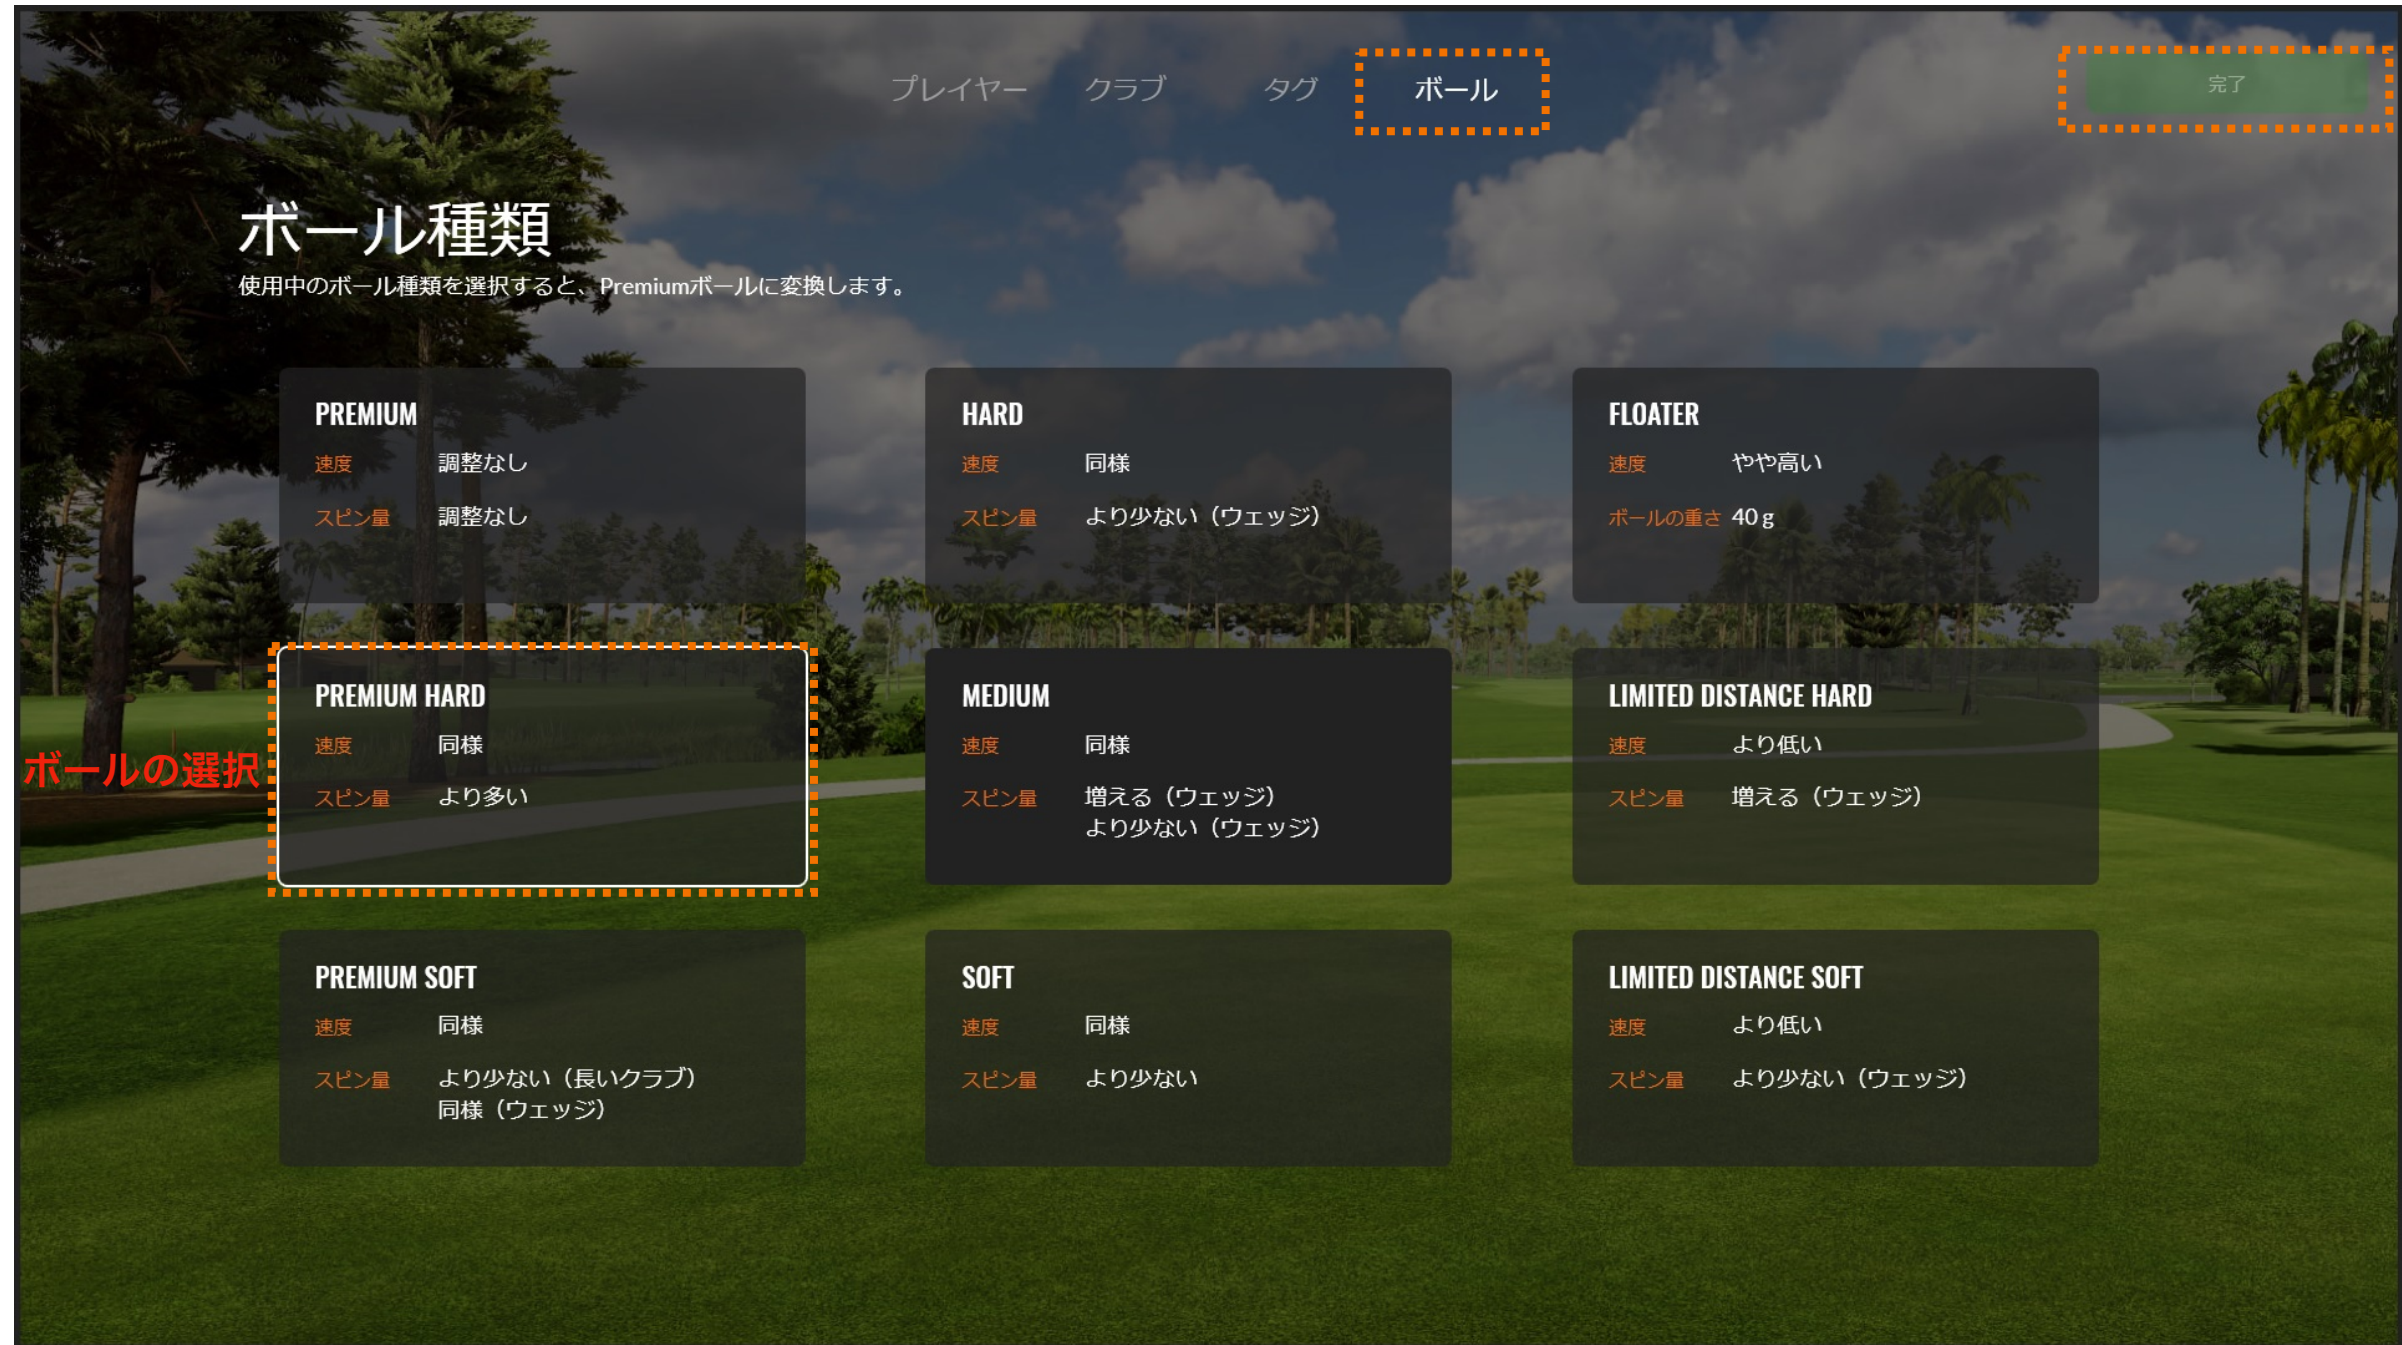 プレイヤー クラブ タグ ボール 完了
ボール種類
使用中のボール種類を選択すると、Premiumボールに変換します。
PREMIUM
速度 調整なし
スピン量 調整なし
HARD
速度 同様
スピン量 より少ない（ウェッジ）
FLOATER
速度 やや高い
ボールの重さ 40 g
ボールの選択
PREMIUM HARD
速度 同様
スピン量 より多い
MEDIUM
速度 同様
スピン量 増える（ウェッジ）
より少ない（ウェッジ）
LIMITED DISTANCE HARD
速度 より低い
スピン量 増える（ウェッジ）
PREMIUM SOFT
速度 同様
スピン量 より少ない（長いクラブ）
同様（ウェッジ）
SOFT
速度 同様
スピン量 より少ない
LIMITED DISTANCE SOFT
速度 より低い
スピン量 より少ない（ウェッジ）